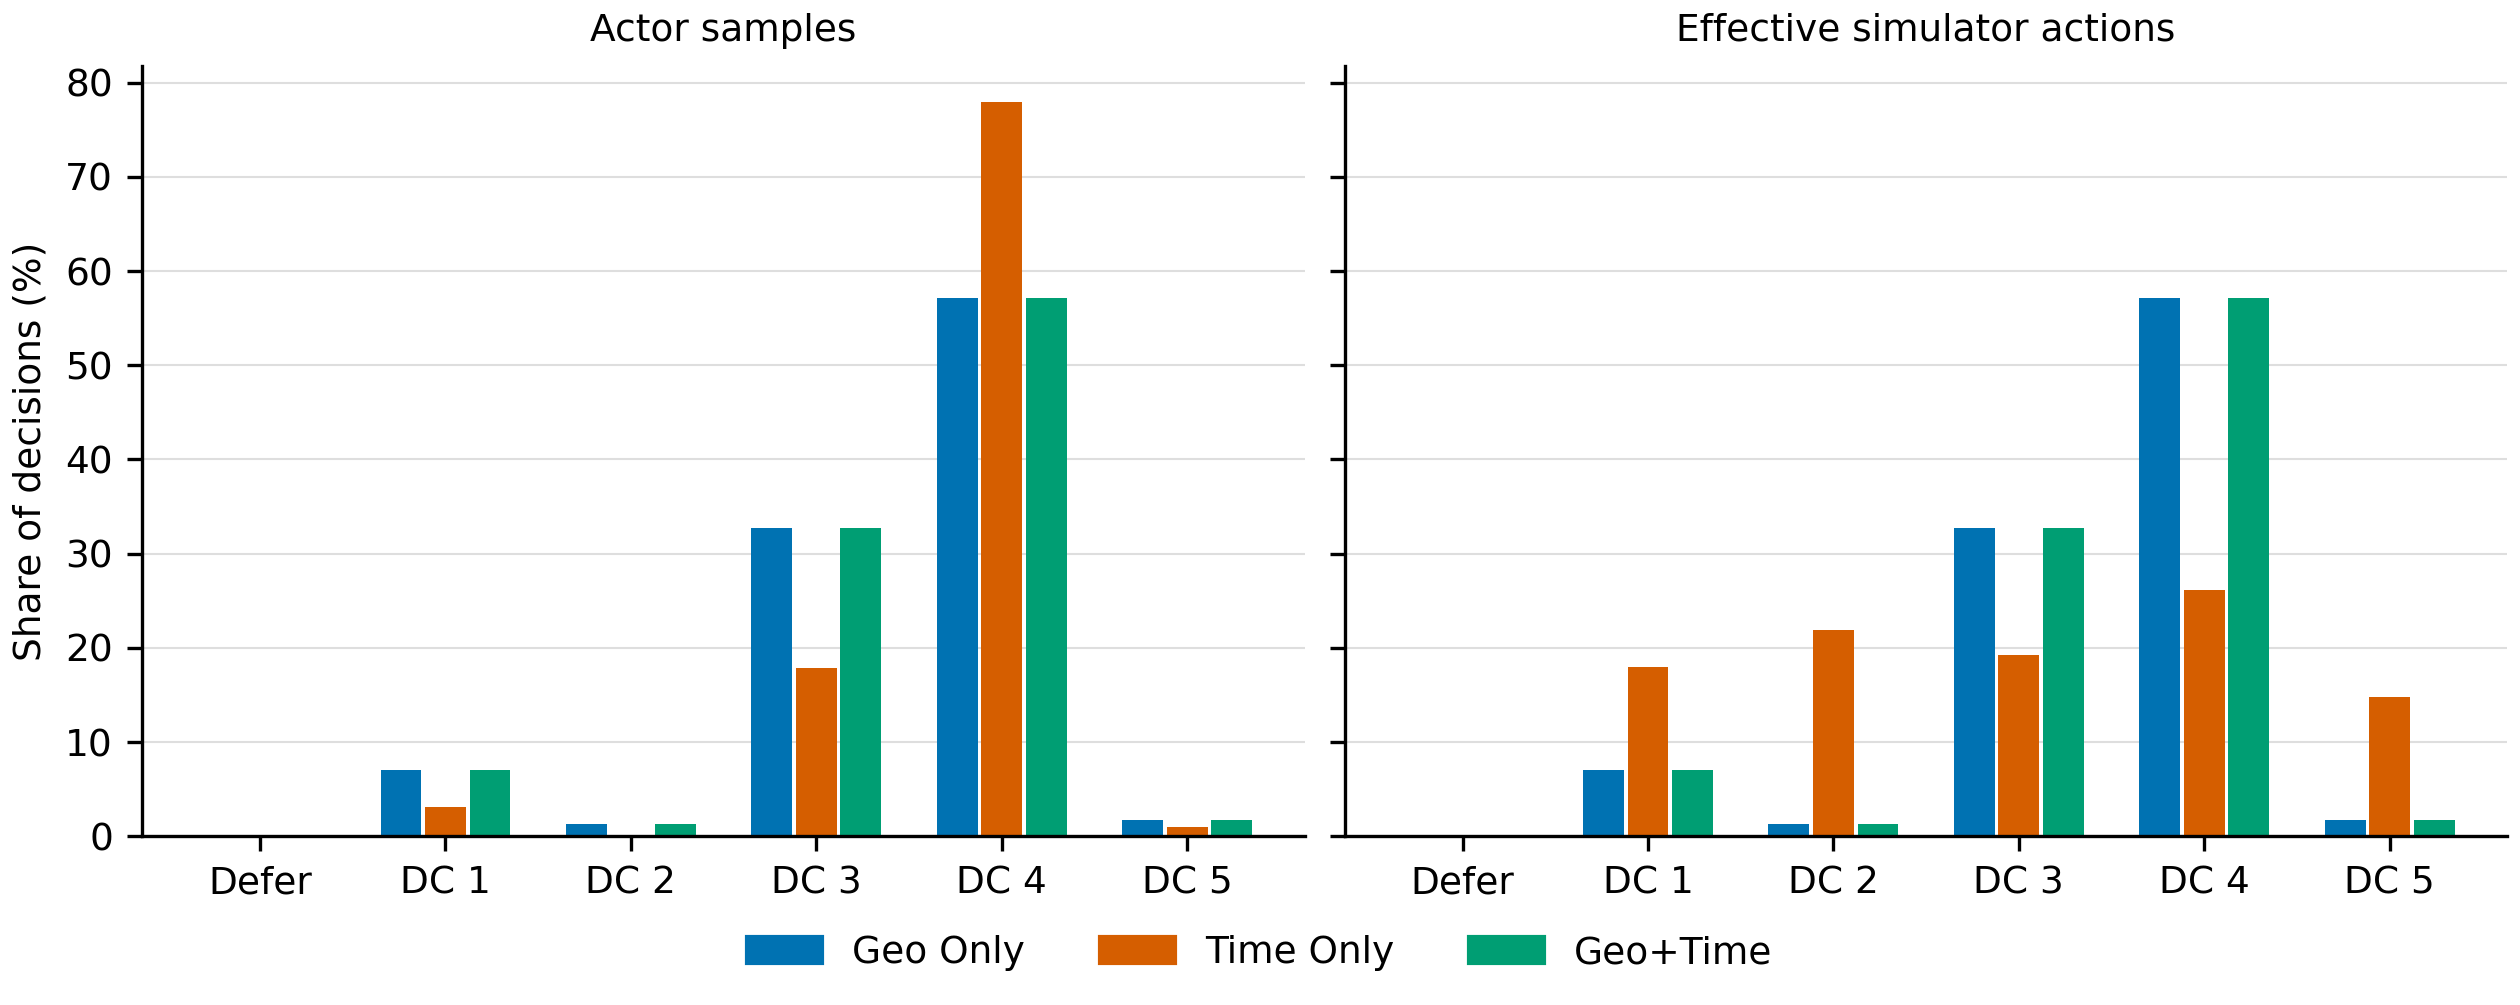 Actor samples
Effective simulator actions
Share of decisions (%)
80
70
60
50
40
30
20
10
0
Defer DC 1 DC 2 DC 3 DC 4 DC 5
Defer DC 1 DC 2 DC 3 DC 4 DC 5
Geo Only Time Only Geo+Time